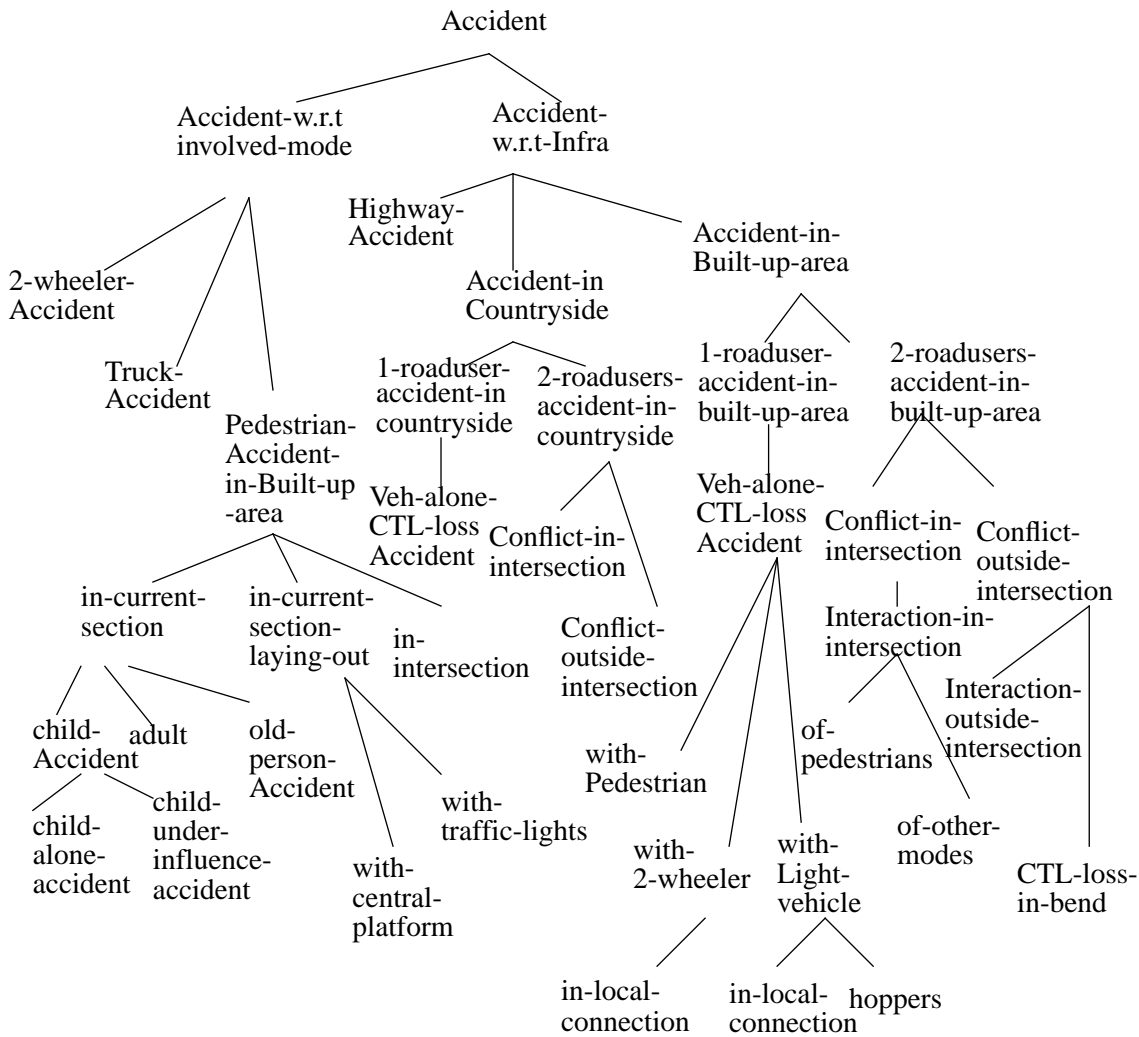 Accident
Accident-w.r.t
involved-mode
Accident-
w.r.t-Infra
Highway-
Accident
Accident-in-
Built-up-area
2-wheeler-
Accident
Accident-in
Countryside
Truck-
Accident
1-roaduser-
accident-in
countryside
2-roadusers-
accident-in-
countryside
1-roaduser-
accident-in-
built-up-area
2-roadusers-
accident-in-
built-up-area
Pedestrian-
Accident-
in-Built-up
-area
Veh-alone-
CTL-loss
Accident
Conflict-in-
intersection
Veh-alone-
CTL-loss
Accident
Conflict-in-
intersection
Conflict-
outside-
intersection
in-current-
section
in-current-
section-
laying-out
in-
intersection
Conflict-
outside-
intersection
Interaction-in-
intersection
Interaction-
outside-
intersection
child-
Accident
adult
old-
person-
Accident
with-
Pedestrian
of-
pedestrians
child-
alone-
accident
child-
under-
influence-
accident
with-
traffic-lights
with-
central-
platform
with-
2-wheeler
with-
Light-
vehicle
of-other-
modes
CTL-loss-
in-bend
in-local-
connection
in-local-
connection
hoppers